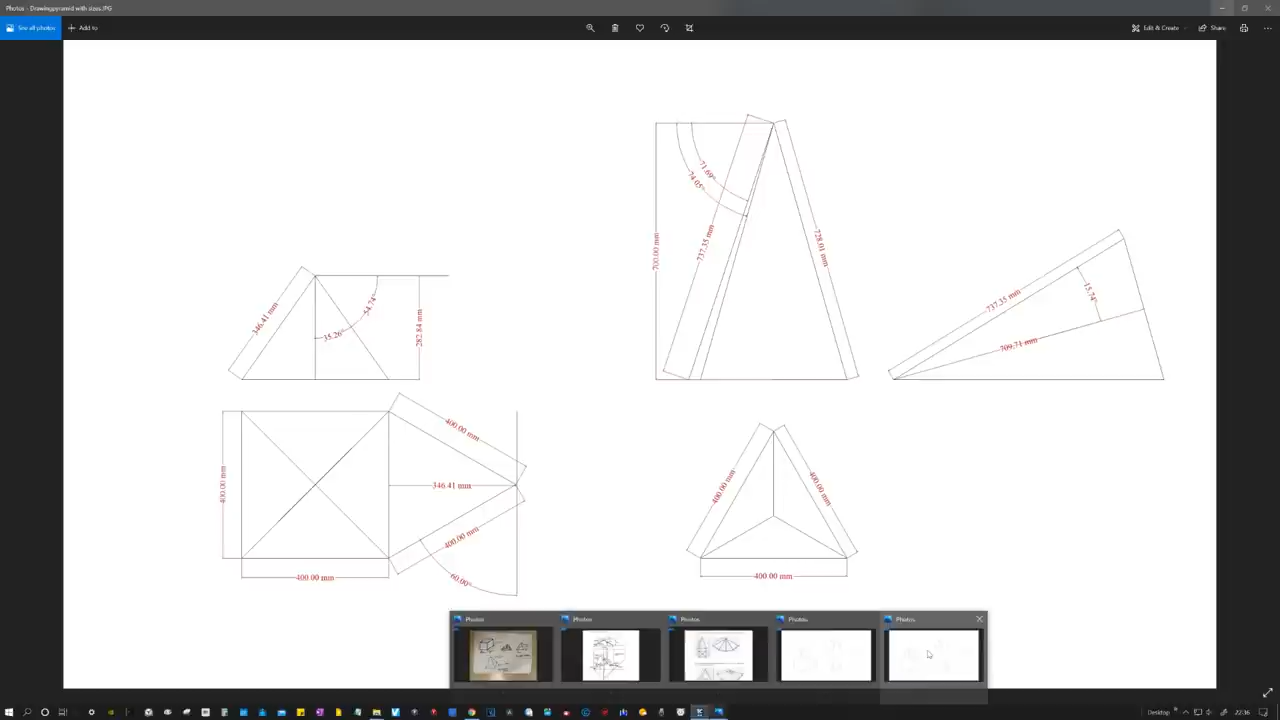 Photos - Drawingpyramid with sizes.JPG
See all photos
Add to
Edit & Create
Share
71.69°
74.05°
700.00 mm
737.35 mm
728.01 mm
737.35 mm
15.74°
709.71 mm
346.41 mm
54.74°
35.26°
282.84 mm
400.00 mm
400.00 mm
346.41 mm
400.00 mm
60.00°
400.00 mm
400.00 mm
400.00 mm
400.00 mm
Photos
Photos
Photos
Photos
Photos
Desktop
22:36